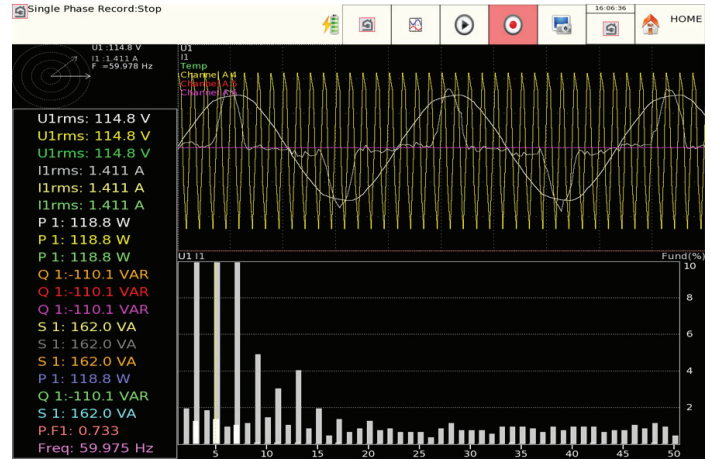 Single Phase Record:Stop
16:06:36
HOME
U1 :114.8 V
I1 :1.411 A
F =59.978 Hz
U1rms: 114.8 V
U1rms: 114.8 V
U1rms: 114.8 V
I1rms: 1.411 A
I1rms: 1.411 A
I1rms: 1.411 A
P 1: 118.8 W
P 1: 118.8 W
P 1: 118.8 W
Q 1:-110.1 VAR
Q 1:-110.1 VAR
Q 1:-110.1 VAR
S 1: 162.0 VA
S 1: 162.0 VA
S 1: 162.0 VA
P 1: 118.8 W
Q 1:-110.1 VAR
S 1: 162.0 VA
P.F1: 0.733
Freq: 59.975 Hz
U1
I1
Temp
Channel A 4
Channel A
Channel A
U1 I1
Fund(%)
10
8
6
4
2
5 10 15 20 25 30 35 40 45 50